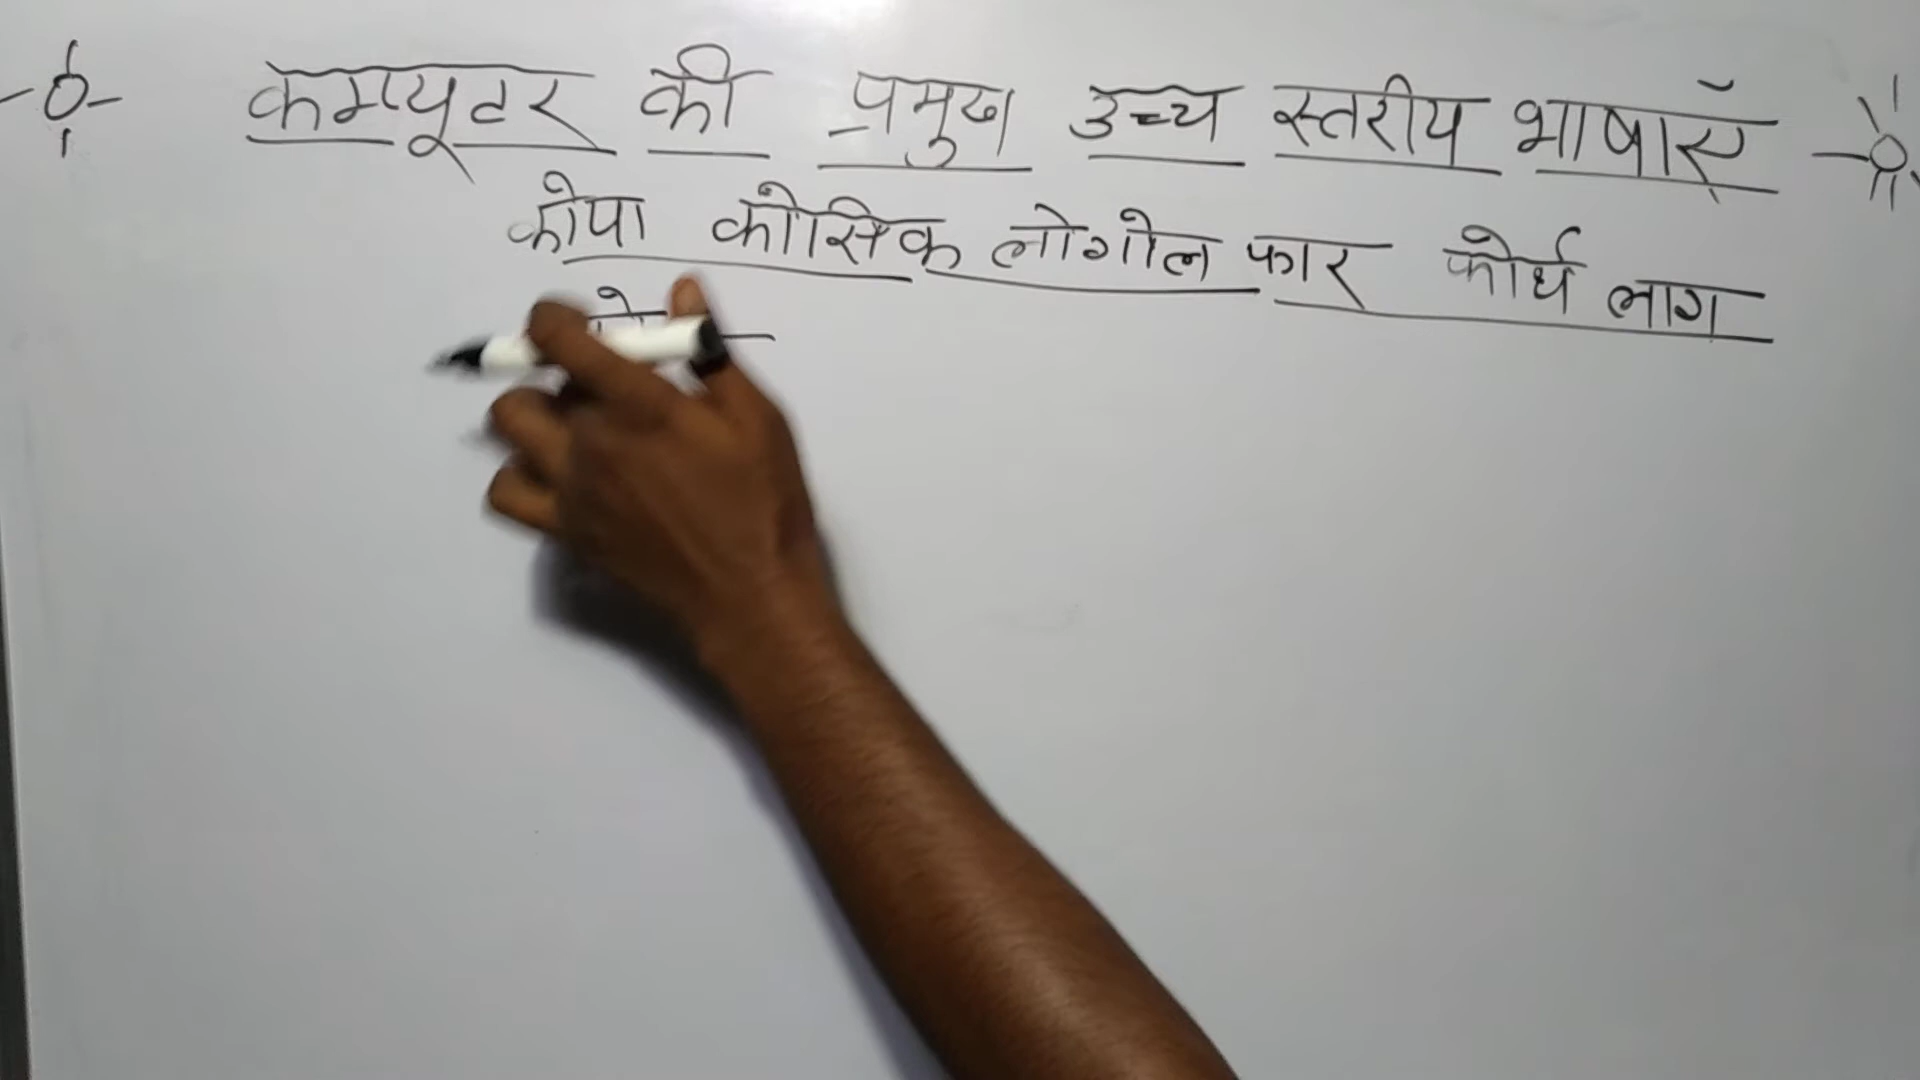 कम्प्यूटर की प्रमुख उच्च स्तरीय भाषाएँ
कोपा कौसिक लोगोल फार फोर्थ लाग